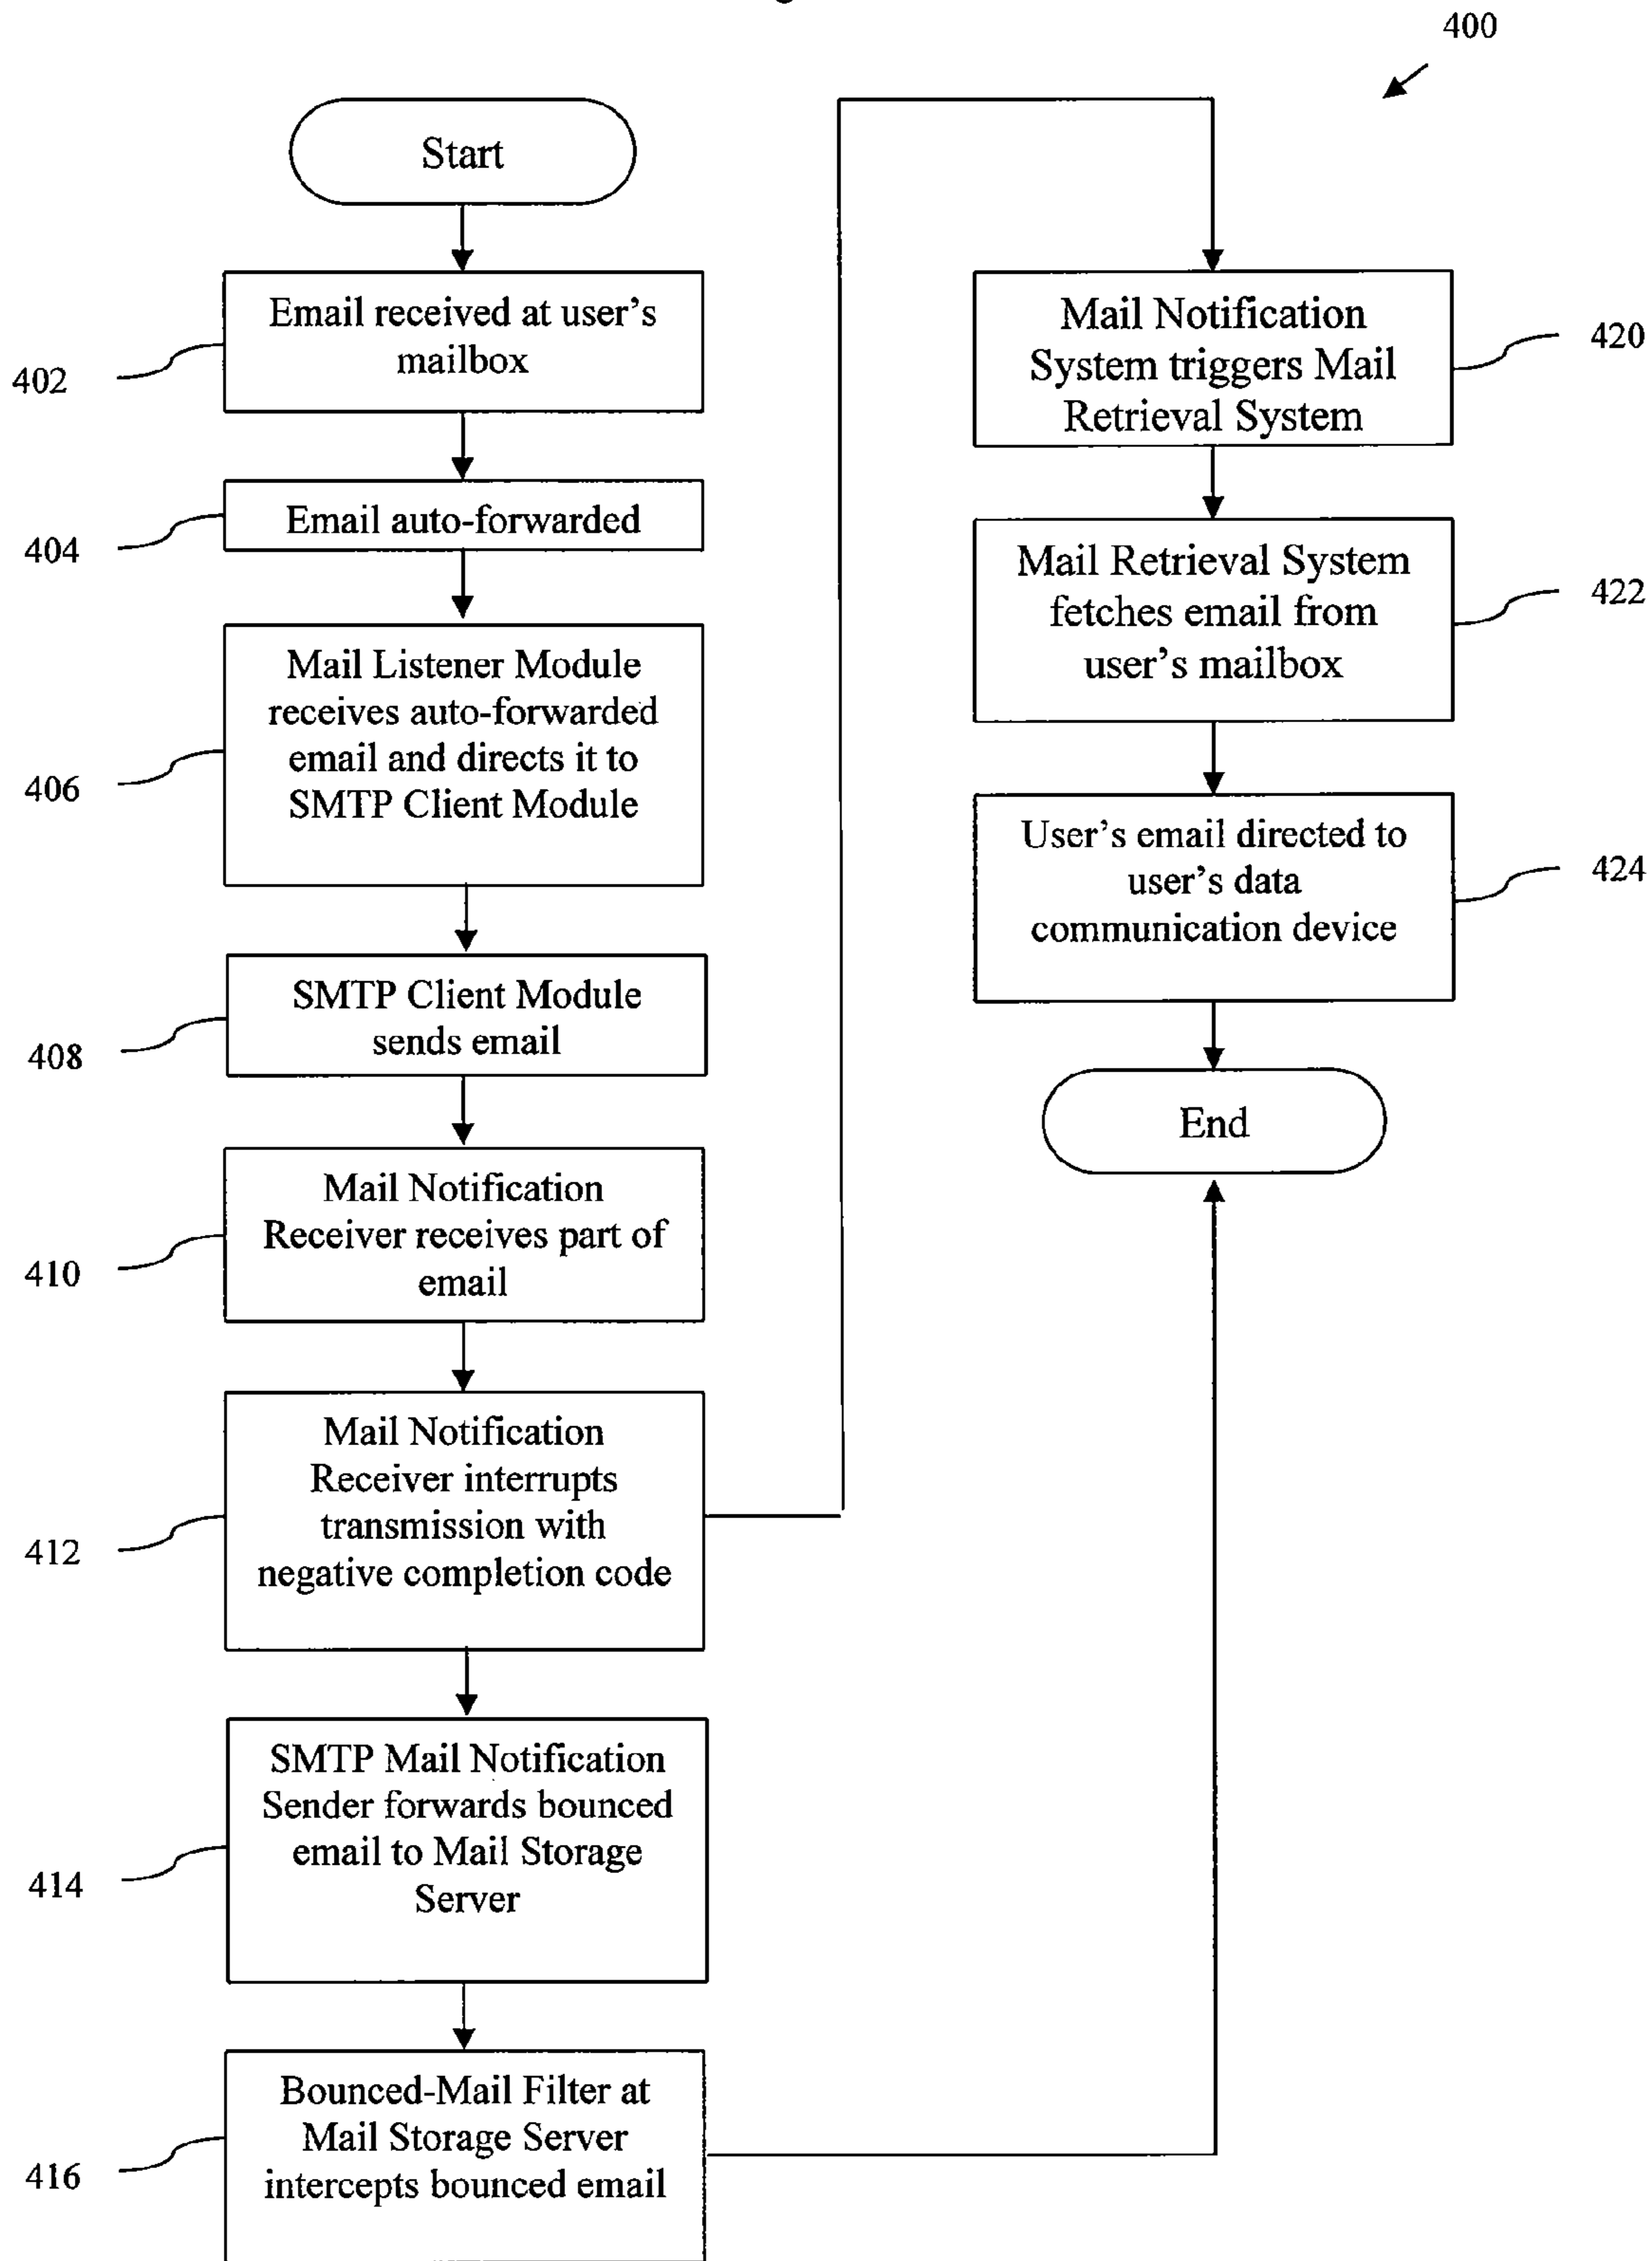 400
Start
Email received at user's
mailbox
402
Email auto-forwarded
404
Mail Listener Module
receives auto-forwarded
email and directs it to
SMTP Client Module
406
SMTP Client Module
sends email
408
Mail Notification
Receiver receives part of
email
410
Mail Notification
Receiver interrupts
transmission with
negative completion code
412
SMTP Mail Notification
Sender forwards bounced
email to Mail Storage
Server
414
Bounced-Mail Filter at
Mail Storage Server
intercepts bounced email
416
Mail Notification
System triggers Mail
Retrieval System
420
Mail Retrieval System
fetches email from
user's mailbox
422
User's email directed to
user's data
communication device
424
End